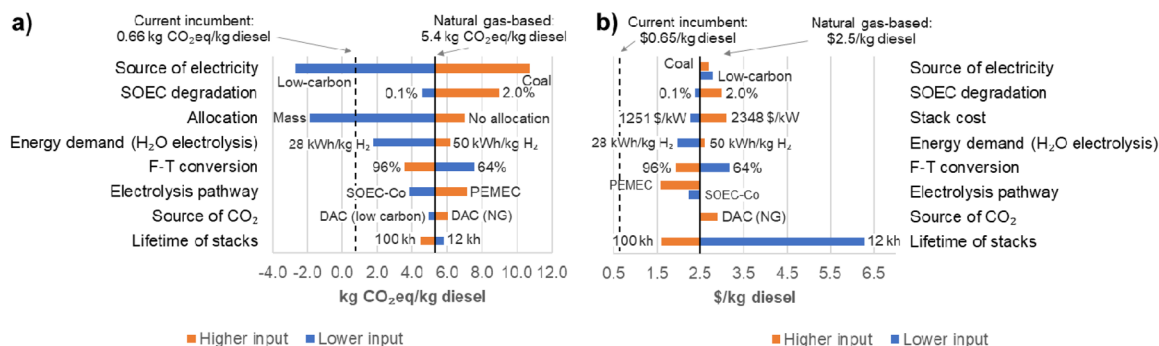 a)
Current incumbent:
0.66 kg CO₂eq/kg diesel
Natural gas-based:
5.4 kg CO₂eq/kg diesel
Source of electricity
Low-carbon
Coal
SOEC degradation
0.1%
2.0%
Allocation
Mass
No allocation
Energy demand (H₂O electrolysis)
28 kWh/kg H₂
50 kWh/kg H₂
F-T conversion
96%
64%
Electrolysis pathway
SOEC-Co
PEMEC
Source of CO₂
DAC (low carbon)
DAC (NG)
Lifetime of stacks
100 kh
12 kh
-4.0 -2.0 0.0 2.0 4.0 6.0 8.0 10.0 12.0
kg CO₂eq/kg diesel
Higher input
Lower input
b)
Current incumbent:
$0.65/kg diesel
Natural gas-based:
$2.5/kg diesel
Coal
Low-carbon
Source of electricity
0.1%
2.0%
SOEC degradation
1251 $/kW
2348 $/kW
Stack cost
28 kWh/kg H₂
50 kWh/kg H₂
Energy demand (H₂O electrolysis)
96%
64%
F-T conversion
PEMEC
SOEC-Co
Electrolysis pathway
DAC (NG)
Source of CO₂
100 kh
12 kh
Lifetime of stacks
0.5 1.5 2.5 3.5 4.5 5.5 6.5
$/kg diesel
Higher input
Lower input